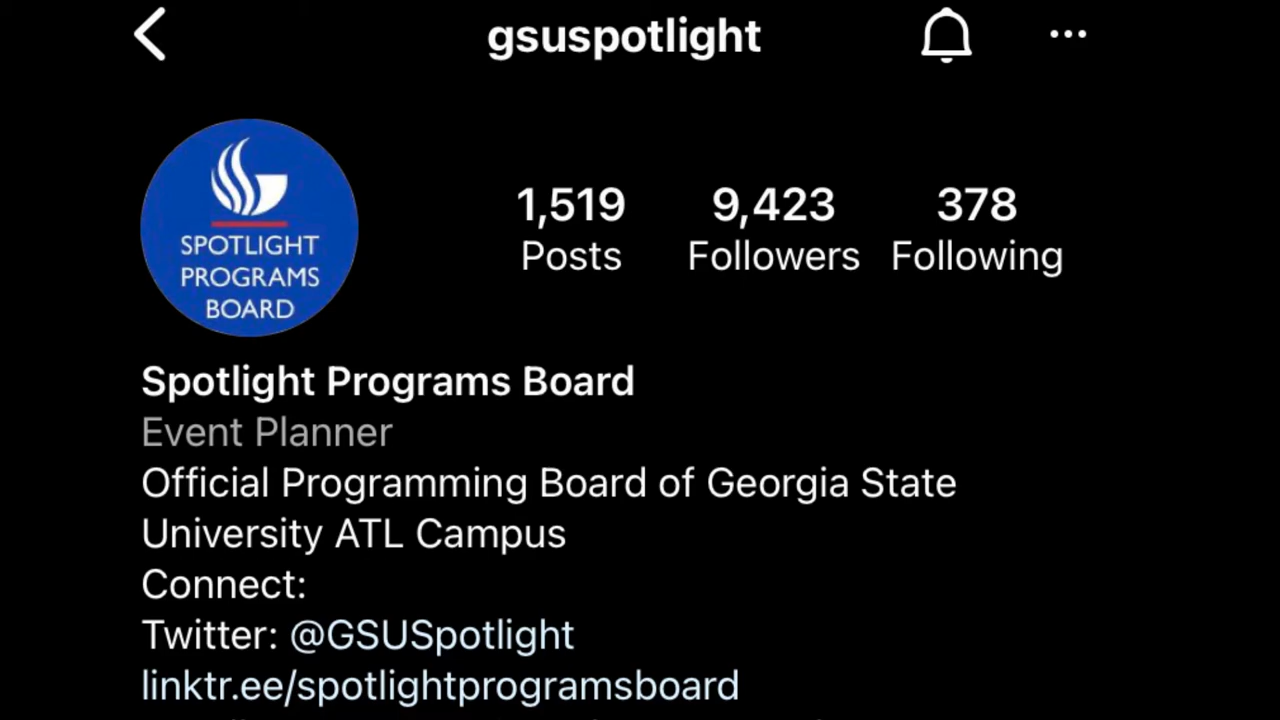 gsuspotlight
SPOTLIGHT
PROGRAMS
BOARD
1,519 9,423 378
Posts Followers Following
Spotlight Programs Board
Event Planner
Official Programming Board of Georgia State
University ATL Campus
Connect:
Twitter: @GSUSpotlight
linktr.ee/spotlightprogramsboard